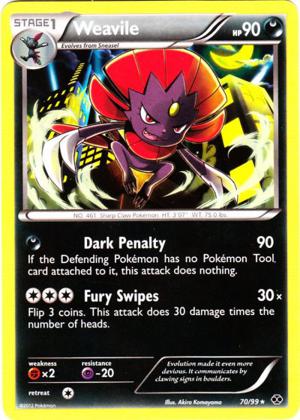 STAGE1
Weavile
HP 90
Evolves from Sneasel
NO. 461 Sharp Claw Pokémon HT: 3'07" WT: 75.0 lbs.
Dark Penalty 90
If the Defending Pokémon has no Pokémon Tool
card attached to it, this attack does nothing.
Fury Swipes 30×
Flip 3 coins. This attack does 30 damage times the
number of heads.
weakness
×2
resistance
-20
retreat
Evolution made it even more
devious. It communicates by
clawing signs in boulders.
Illus. Akira Komayama
70/99
©2012 Pokémon